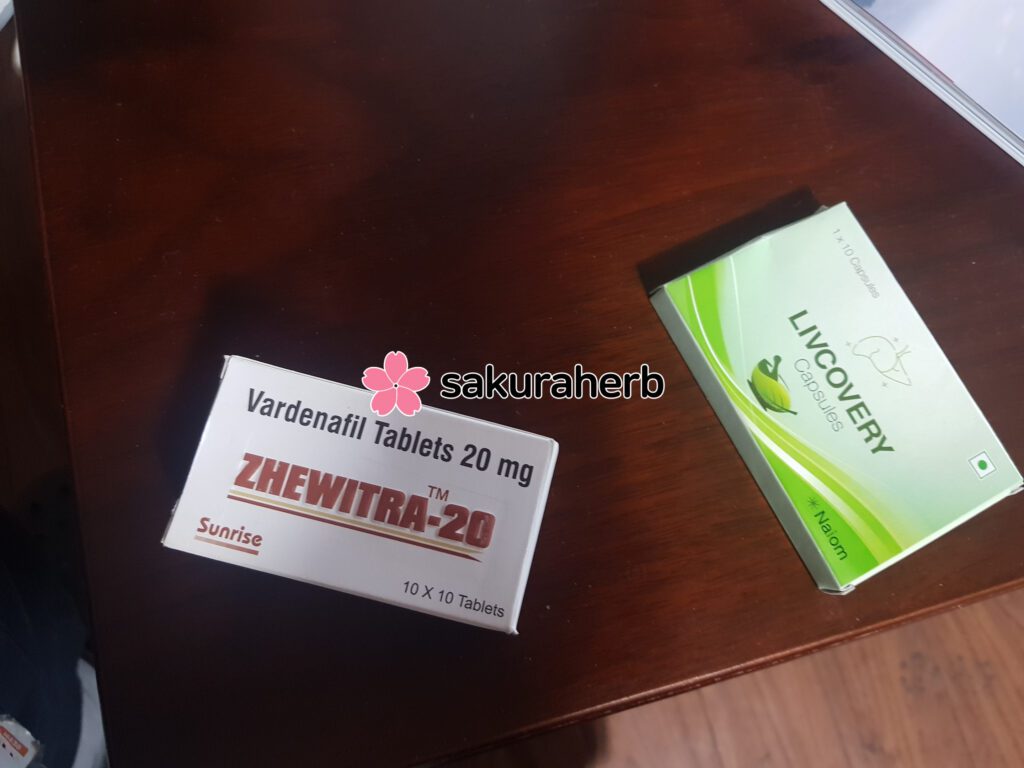 sakuraherb
Vardenafil Tablets 20 mg
ZHEWITRA-20
TM
Sunrise
10 X 10 Tablets
1 x 10 Capsules
LIVCOVERY
Capsules
Naiom